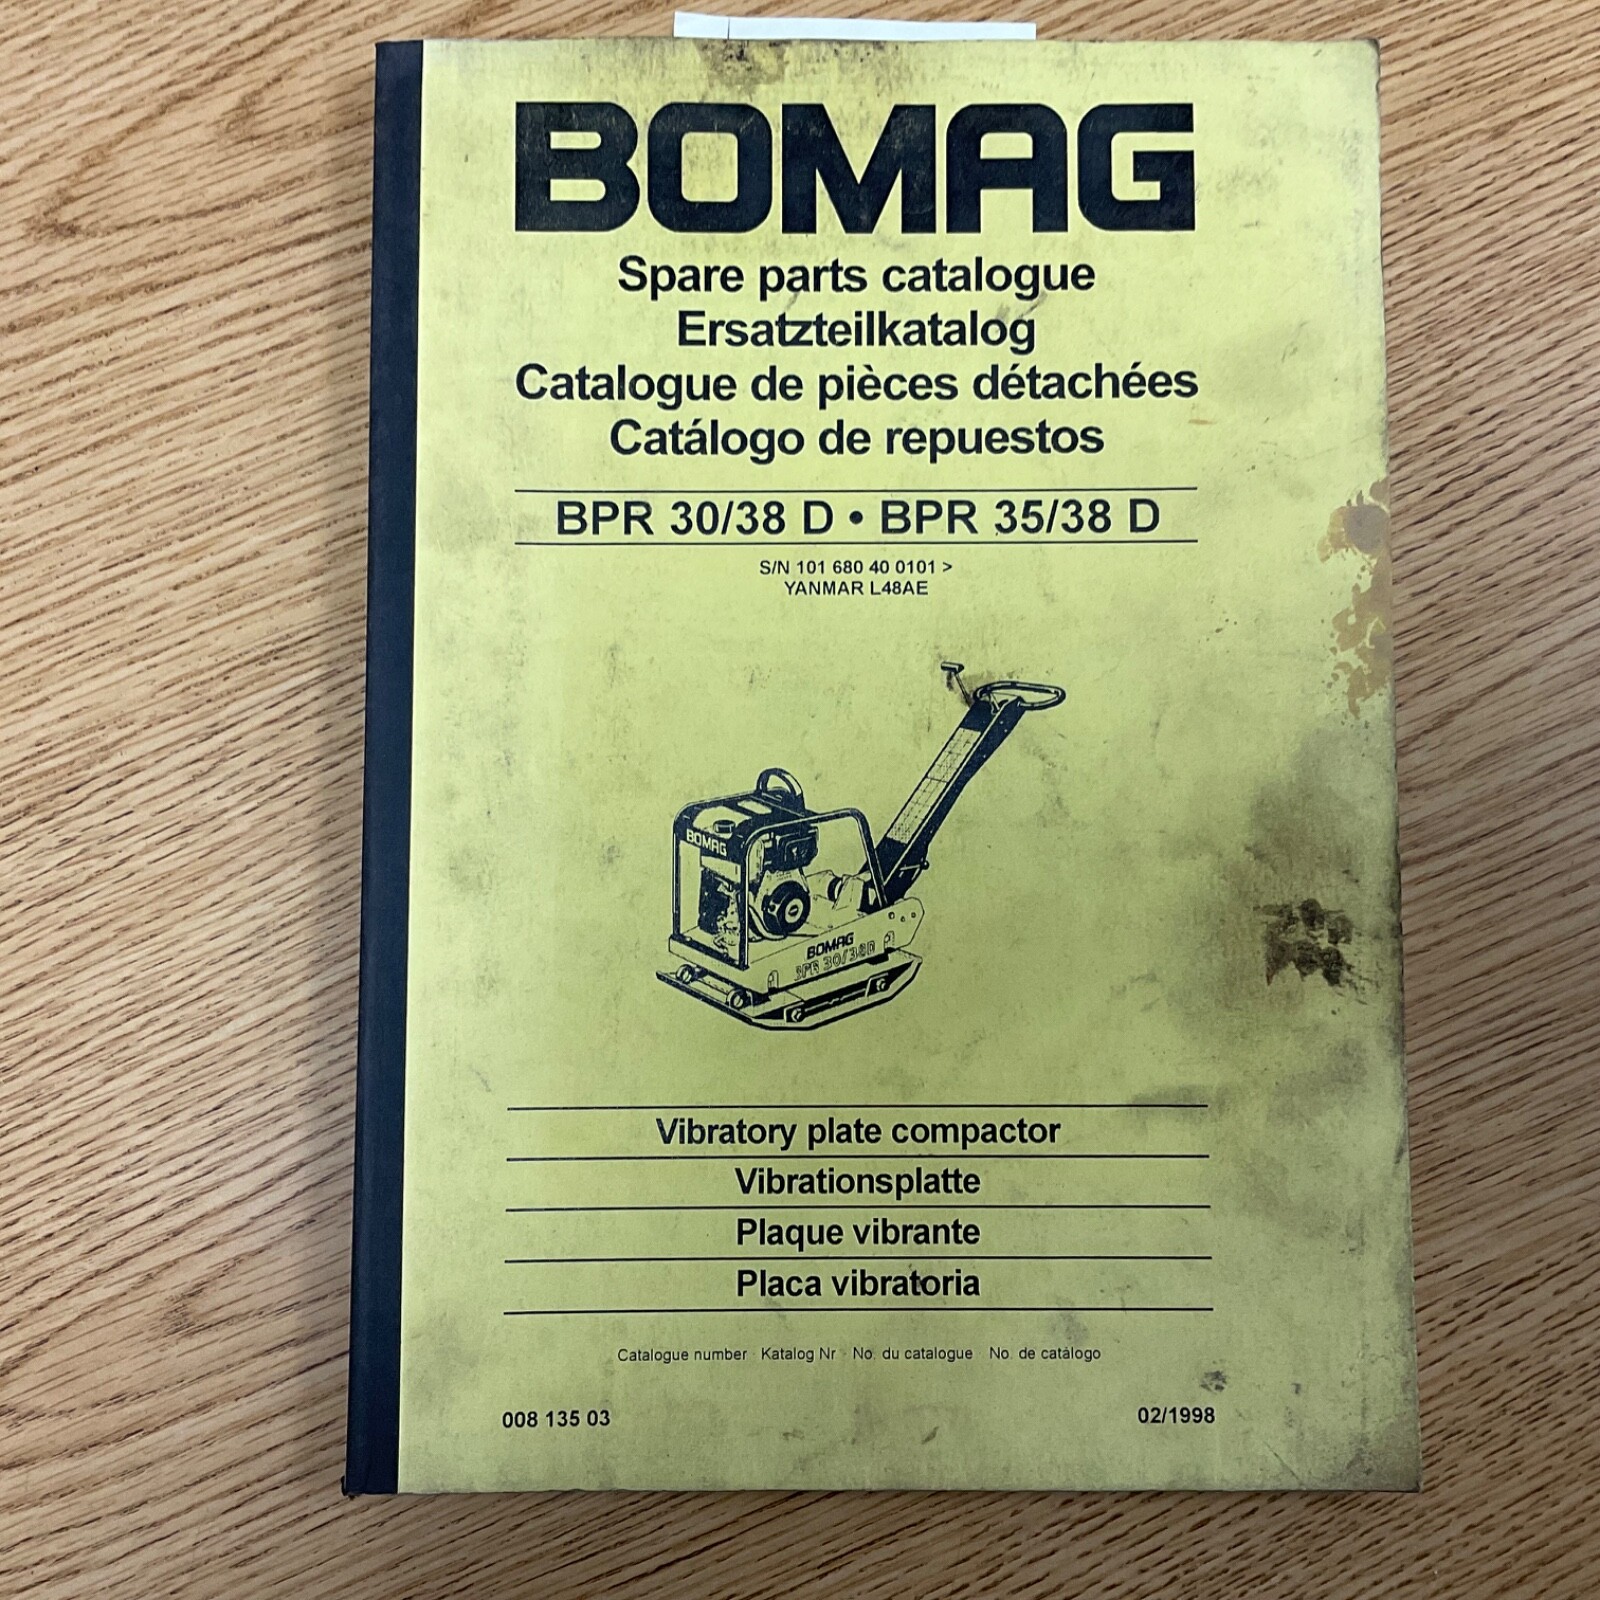 BOMAG
Spare parts catalogue
Ersatzteilkatalog
Catalogue de pièces détachées
Catálogo de repuestos
BPR 30/38 D • BPR 35/38 D
S/N 101 680 40 0101 >
YANMAR L48AE
BOMAG
BOMAG
BPR 30/38D
Vibratory plate compactor
Vibrationsplatte
Plaque vibrante
Placa vibratoria
Catalogue number · Katalog Nr · No. du catalogue · No. de catálogo
008 135 03 02/1998